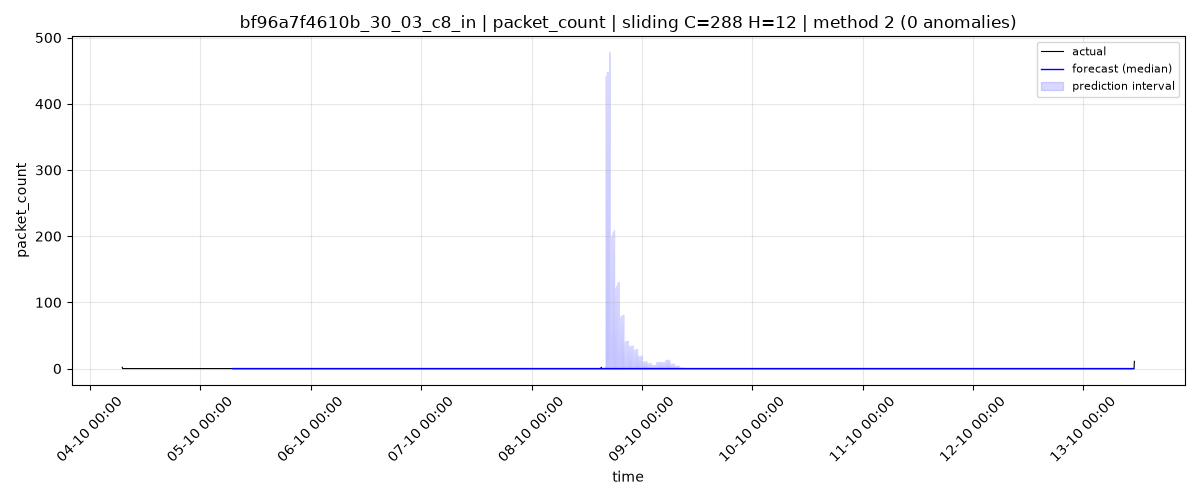 bf96a7f4610b_30_03_c8_in | packet_count | sliding C=288 H=12 | method 2 (0 anomalies)
actual
forecast (median)
prediction interval
packet_count
500
400
300
200
100
0
04-10 00:00
05-10 00:00
06-10 00:00
07-10 00:00
08-10 00:00
09-10 00:00
10-10 00:00
11-10 00:00
12-10 00:00
13-10 00:00
time